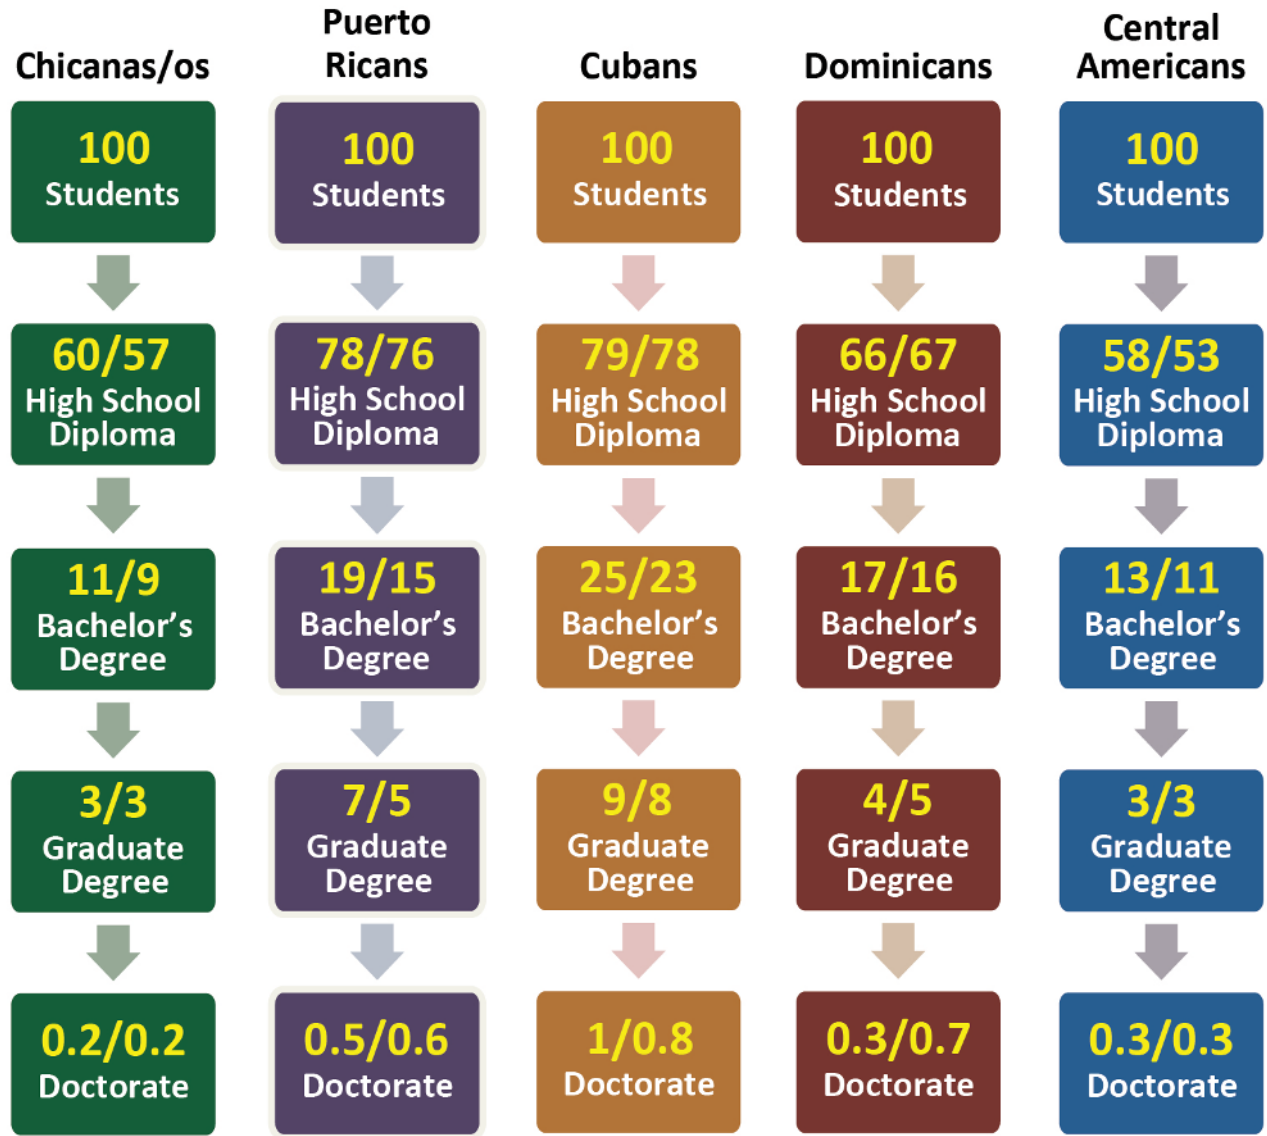 Chicanas/os
100
Students
60/57
High School
Diploma
11/9
Bachelor’s
Degree
3/3
Graduate
Degree
0.2/0.2
Doctorate
Puerto
Ricans
100
Students
78/76
High School
Diploma
19/15
Bachelor’s
Degree
7/5
Graduate
Degree
0.5/0.6
Doctorate
Cubans
100
Students
79/78
High School
Diploma
25/23
Bachelor’s
Degree
9/8
Graduate
Degree
1/0.8
Doctorate
Dominicans
100
Students
66/67
High School
Diploma
17/16
Bachelor’s
Degree
4/5
Graduate
Degree
0.3/0.7
Doctorate
Central
Americans
100
Students
58/53
High School
Diploma
13/11
Bachelor’s
Degree
3/3
Graduate
Degree
0.3/0.3
Doctorate